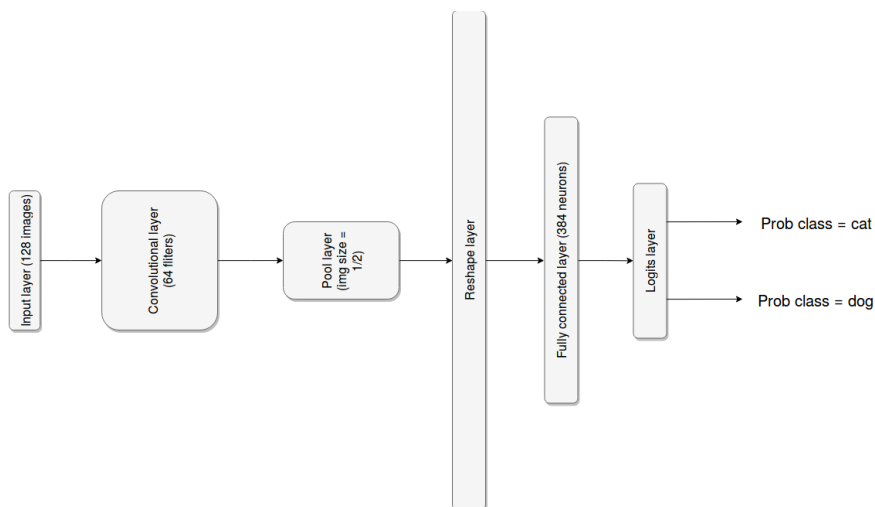 Input layer (128 images)
Convolutional layer
(64 filters)
Pool layer
(img size =
1/2)
Reshape layer
Fully connected layer (384 neurons)
Logits layer
Prob class = cat
Prob class = dog